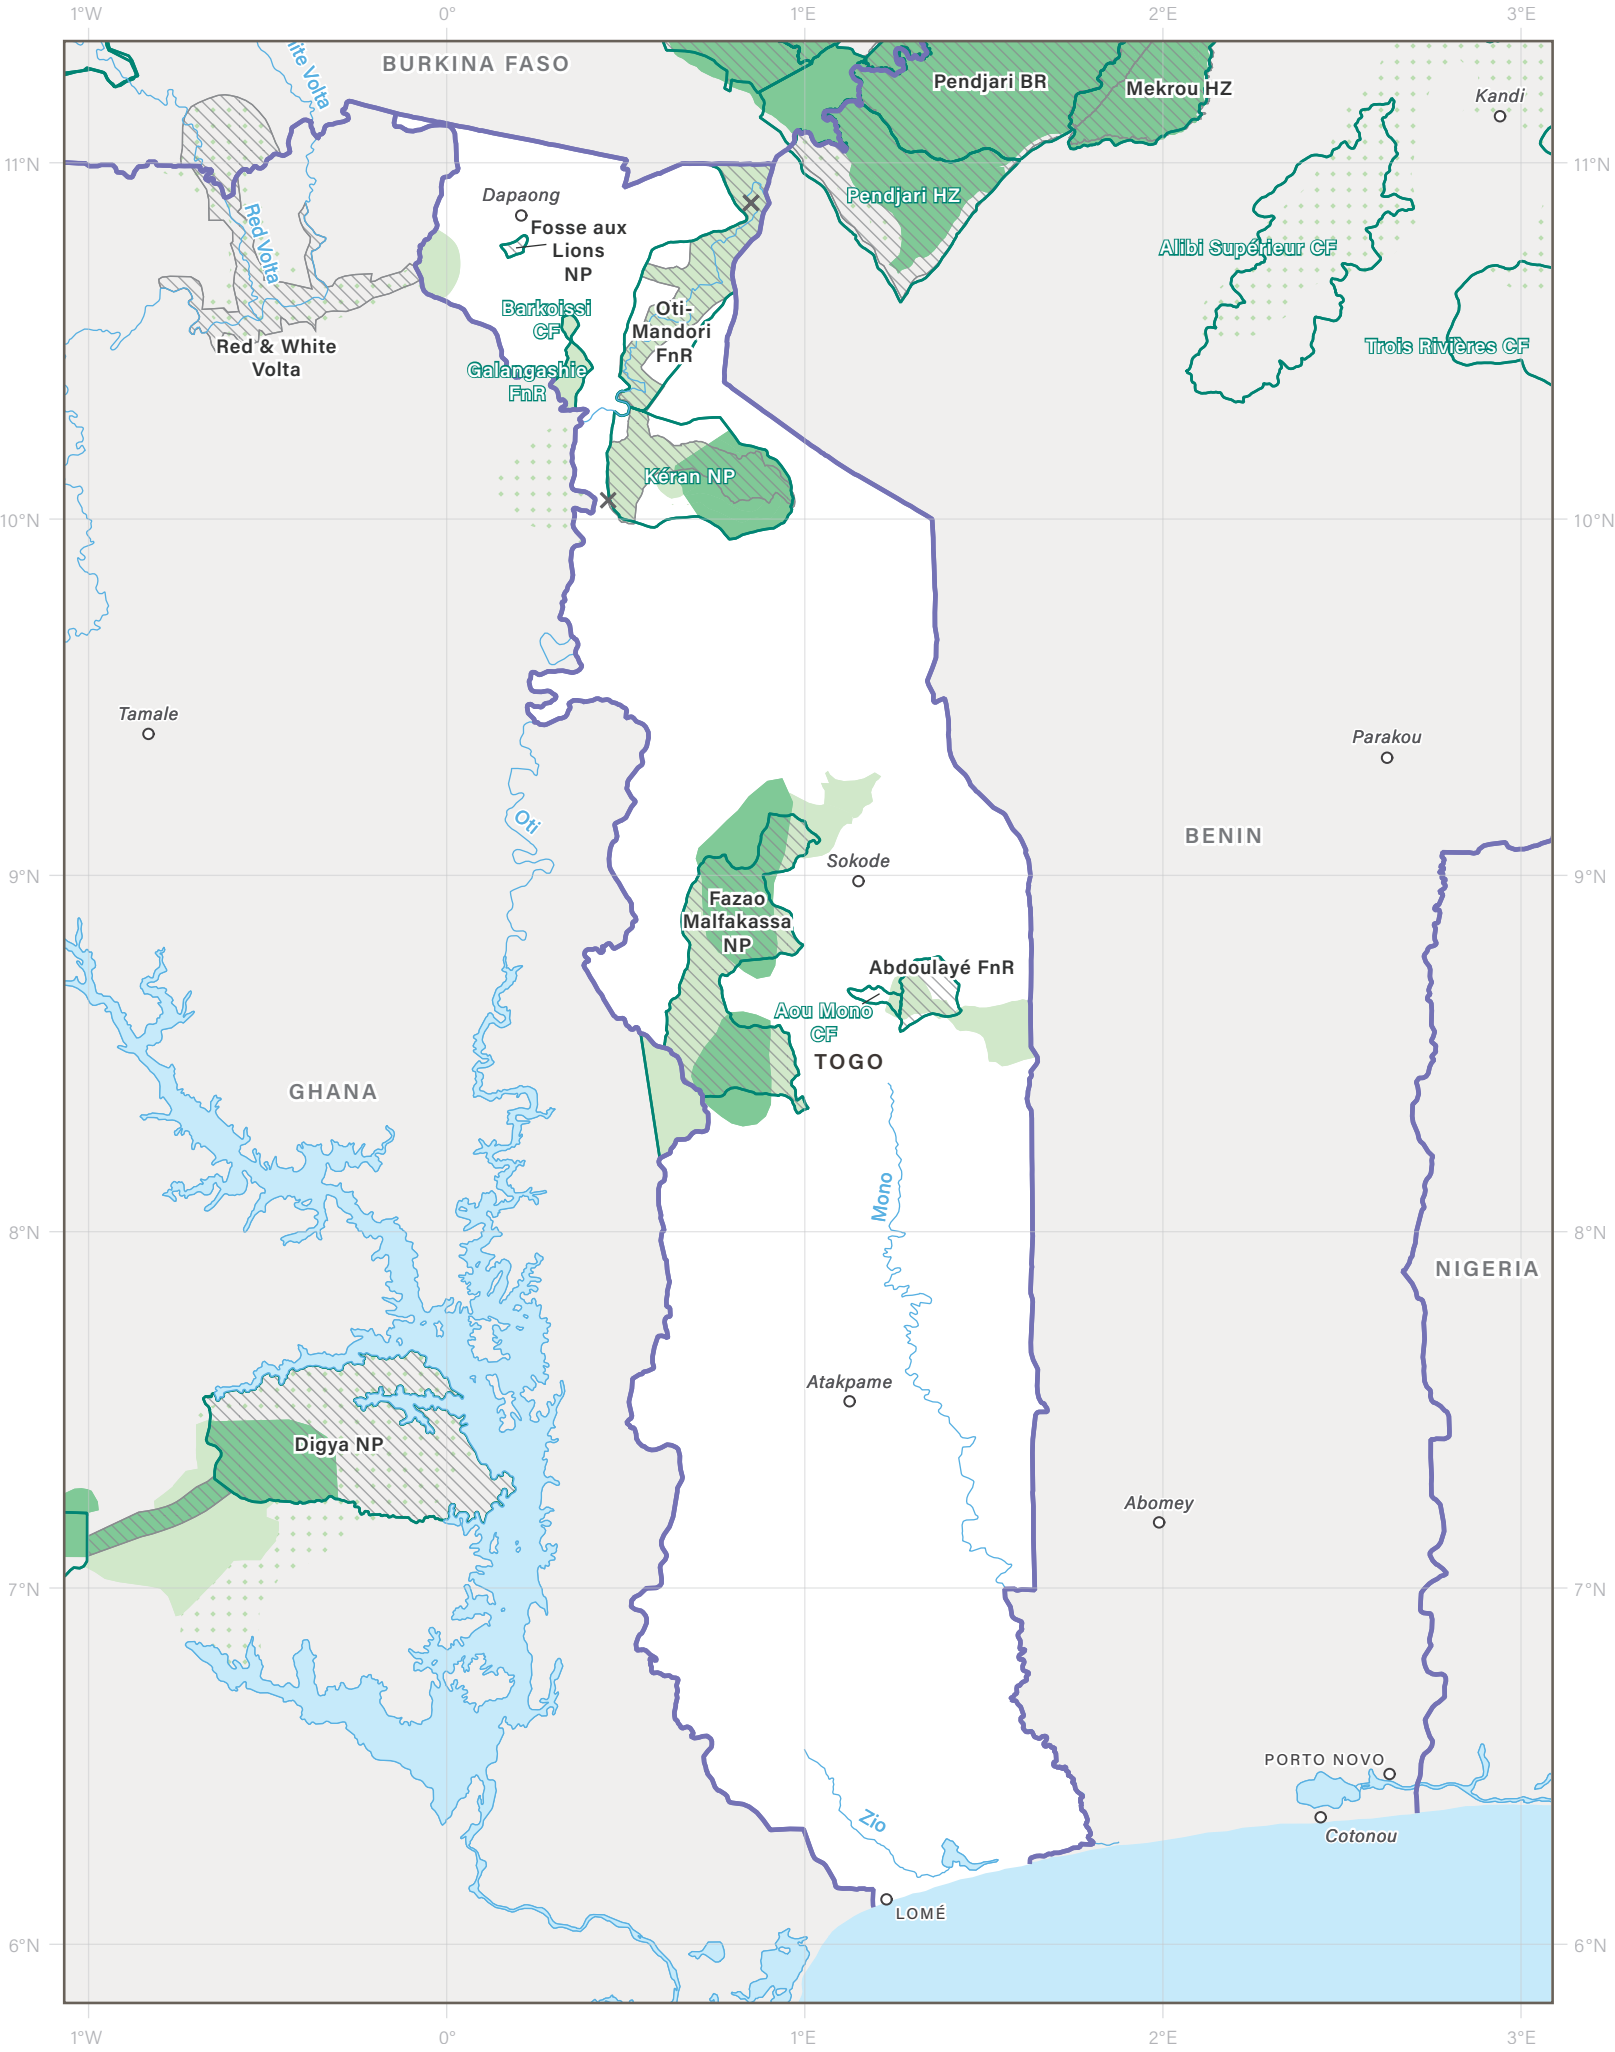 1°W 0° 1°E 2°E 3°E
BURKINA FASO
ite Volta
Pendjari BR
Mekrou HZ
Kandi
11°N 11°N
Dapaong
Pendjari HZ
Red Volta
Fosse aux
Lions
NP
Alibi Supérieur CF
Barkoissi
CF
Oti-
Mandori
FnR
Red & White
Volta
Trois Rivières CF
Galangashie
FnR
Kéran NP
10°N 10°N
Tamale
Parakou
Oti
BENIN
Sokode
9°N 9°N
Fazao
Malfakassa
NP
Abdoulayé FnR
Aou Mono
CF
TOGO
GHANA
Mono
8°N 8°N
NIGERIA
Atakpame
Digya NP
Abomey
7°N 7°N
PORTO NOVO
Zio
Cotonou
LOMÉ
6°N 6°N
1°W 0° 1°E 2°E 3°E